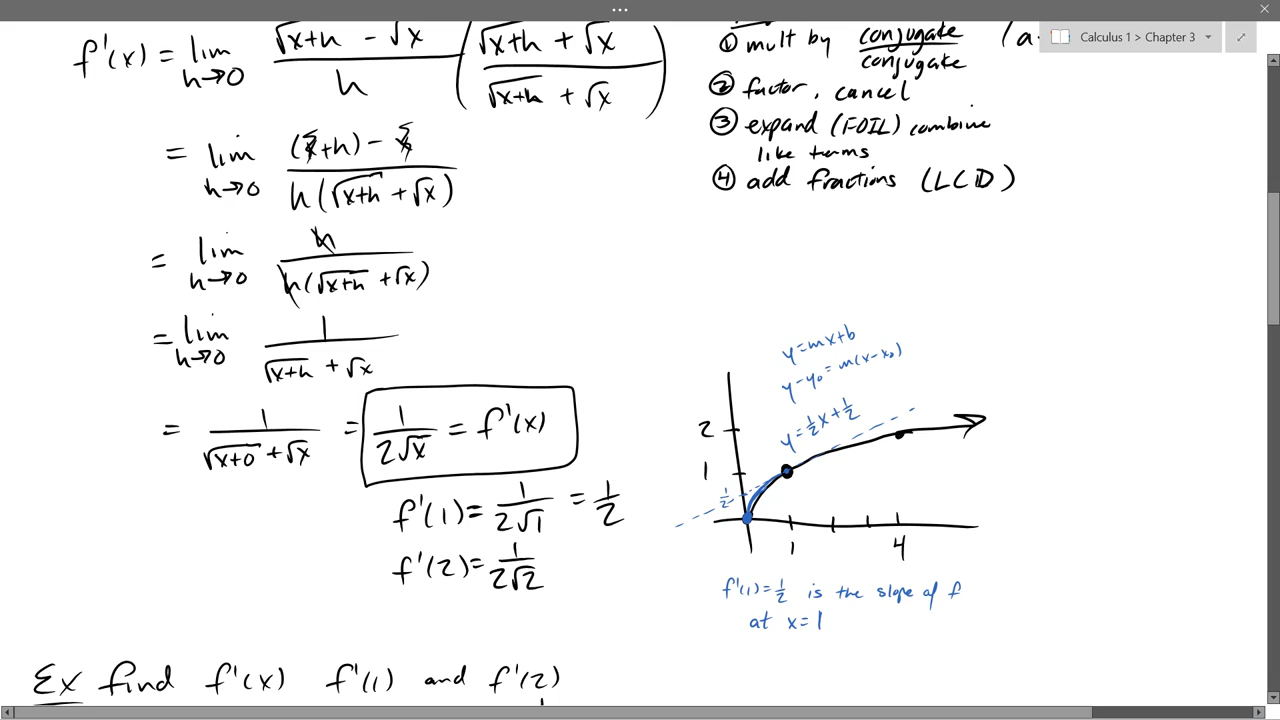 f'(x) = lim h→0 (√x+h - √x)/h ((√x+h + √x)/(√x+h + √x))
= lim h→0 ((x+h) - x)/(h(√x+h + √x))
= lim h→0 h/(h(√x+h + √x))
= lim h→0 1/(√x+h + √x)
= 1/(√x+0 + √x) = 1/(2√x) = f'(x)
f'(1) = 1/(2√1) = 1/2
f'(2) = 1/(2√2)
① mult by conjugate/conjugate (a
② factor, cancel
③ expand (FOIL) combine
like terms
④ add fractions (LCD)
Calculus 1 > Chapter 3
y=mx+b
y-y₀=m(x-x₀)
y=½x+½
2
1
½
1
4
f'(1)=½ is the slope of f
at x=1
Ex find f'(x) f'(1) and f'(2)